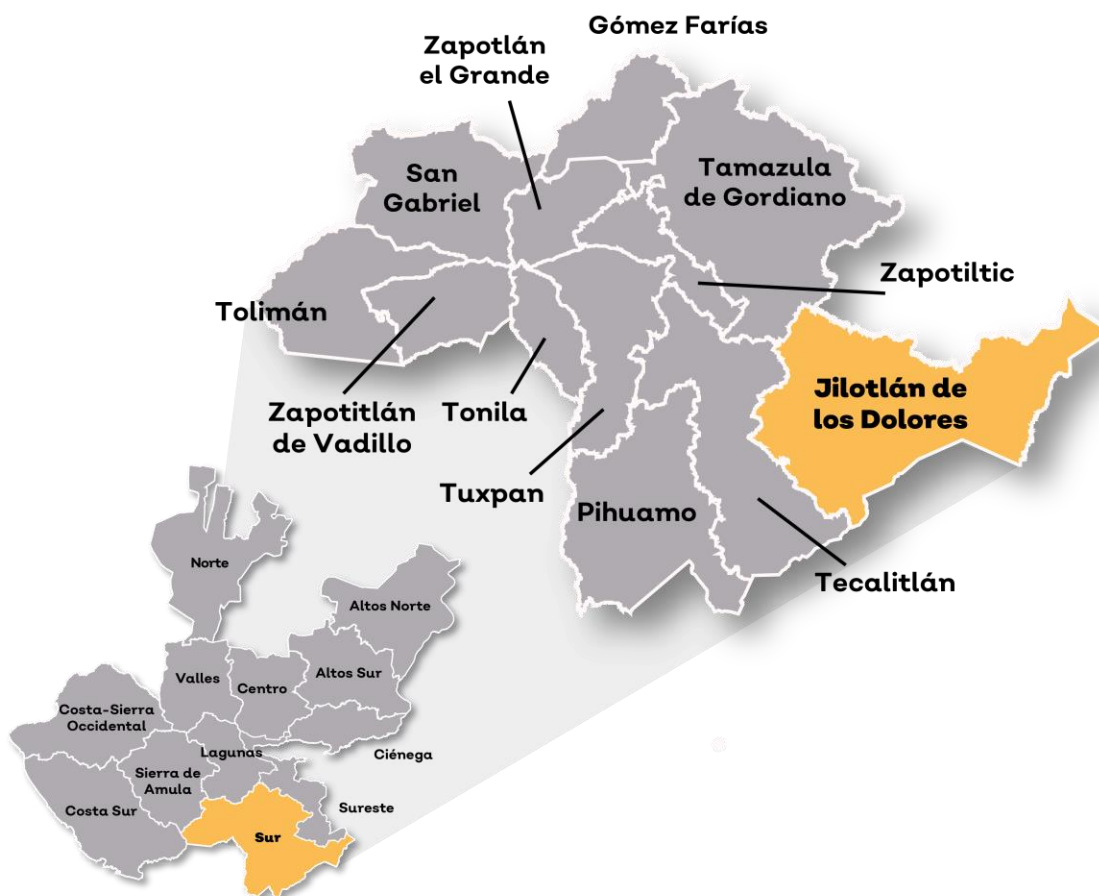 Gómez Farías
Zapotlán
el Grande
San
Gabriel
Tamazula
de Gordiano
Zapotiltic
Tolimán
Jilotlán de
los Dolores
Zapotitlán
de Vadillo
Tonila
Tuxpan
Pihuamo
Tecalitlán
Norte
Altos Norte
Valles
Centro
Altos Sur
Costa-Sierra
Occidental
Lagunas
Ciénega
Sierra de
Amula
Costa Sur
Sureste
Sur